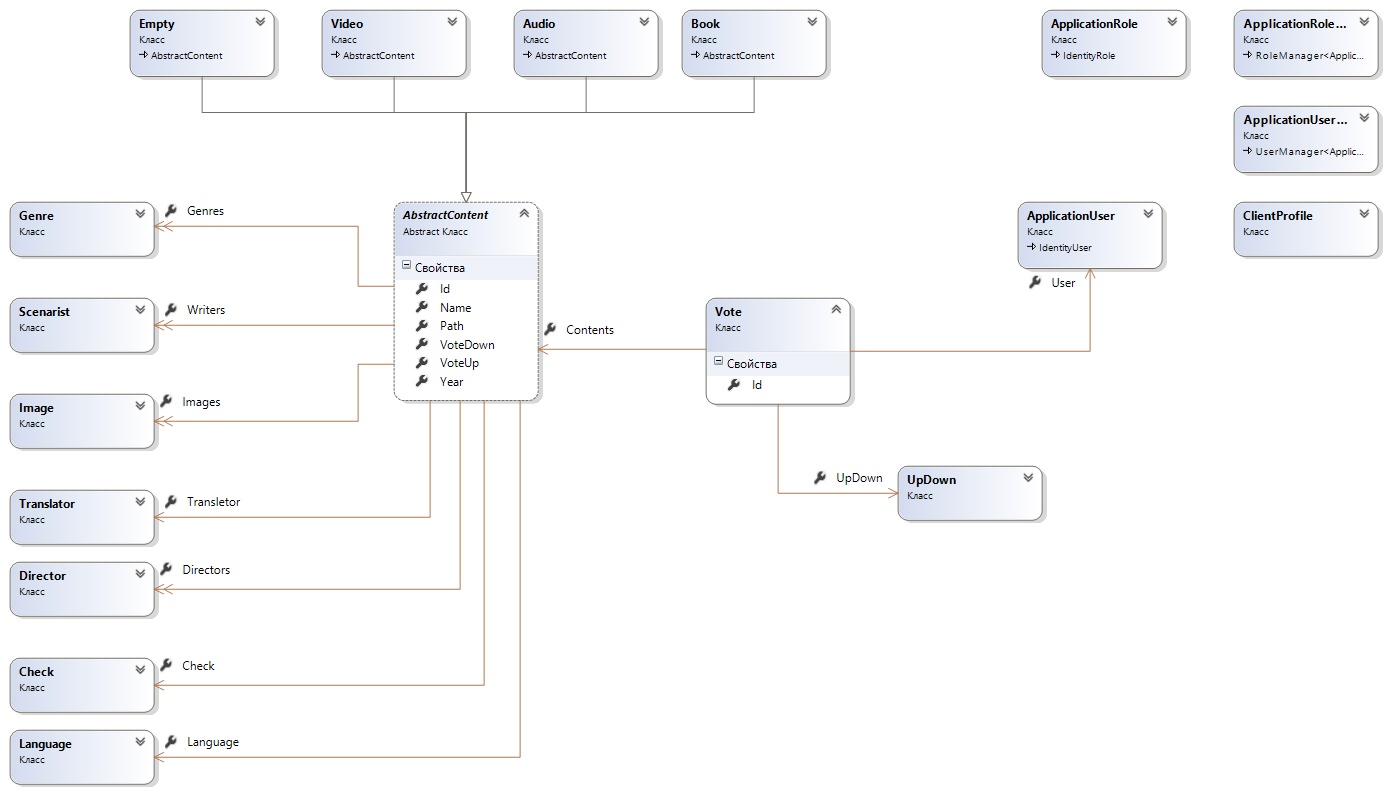 Empty
Класс
AbstractContent
Video
Класс
AbstractContent
Audio
Класс
AbstractContent
Book
Класс
AbstractContent
ApplicationRole
Класс
IdentityRole
ApplicationRole...
Класс
RoleManager<Applic...
ApplicationUser...
Класс
UserManager<Applic...
Genre
Класс
Genres
AbstractContent
Abstract Класс
Свойства
Id
Name
Path
VoteDown
VoteUp
Year
ApplicationUser
Класс
IdentityUser
User
ClientProfile
Класс
Scenarist
Класс
Writers
Contents
Vote
Класс
Свойства
Id
Image
Класс
Images
UpDown
UpDown
Класс
Translator
Класс
Transletor
Director
Класс
Directors
Check
Класс
Check
Language
Класс
Language